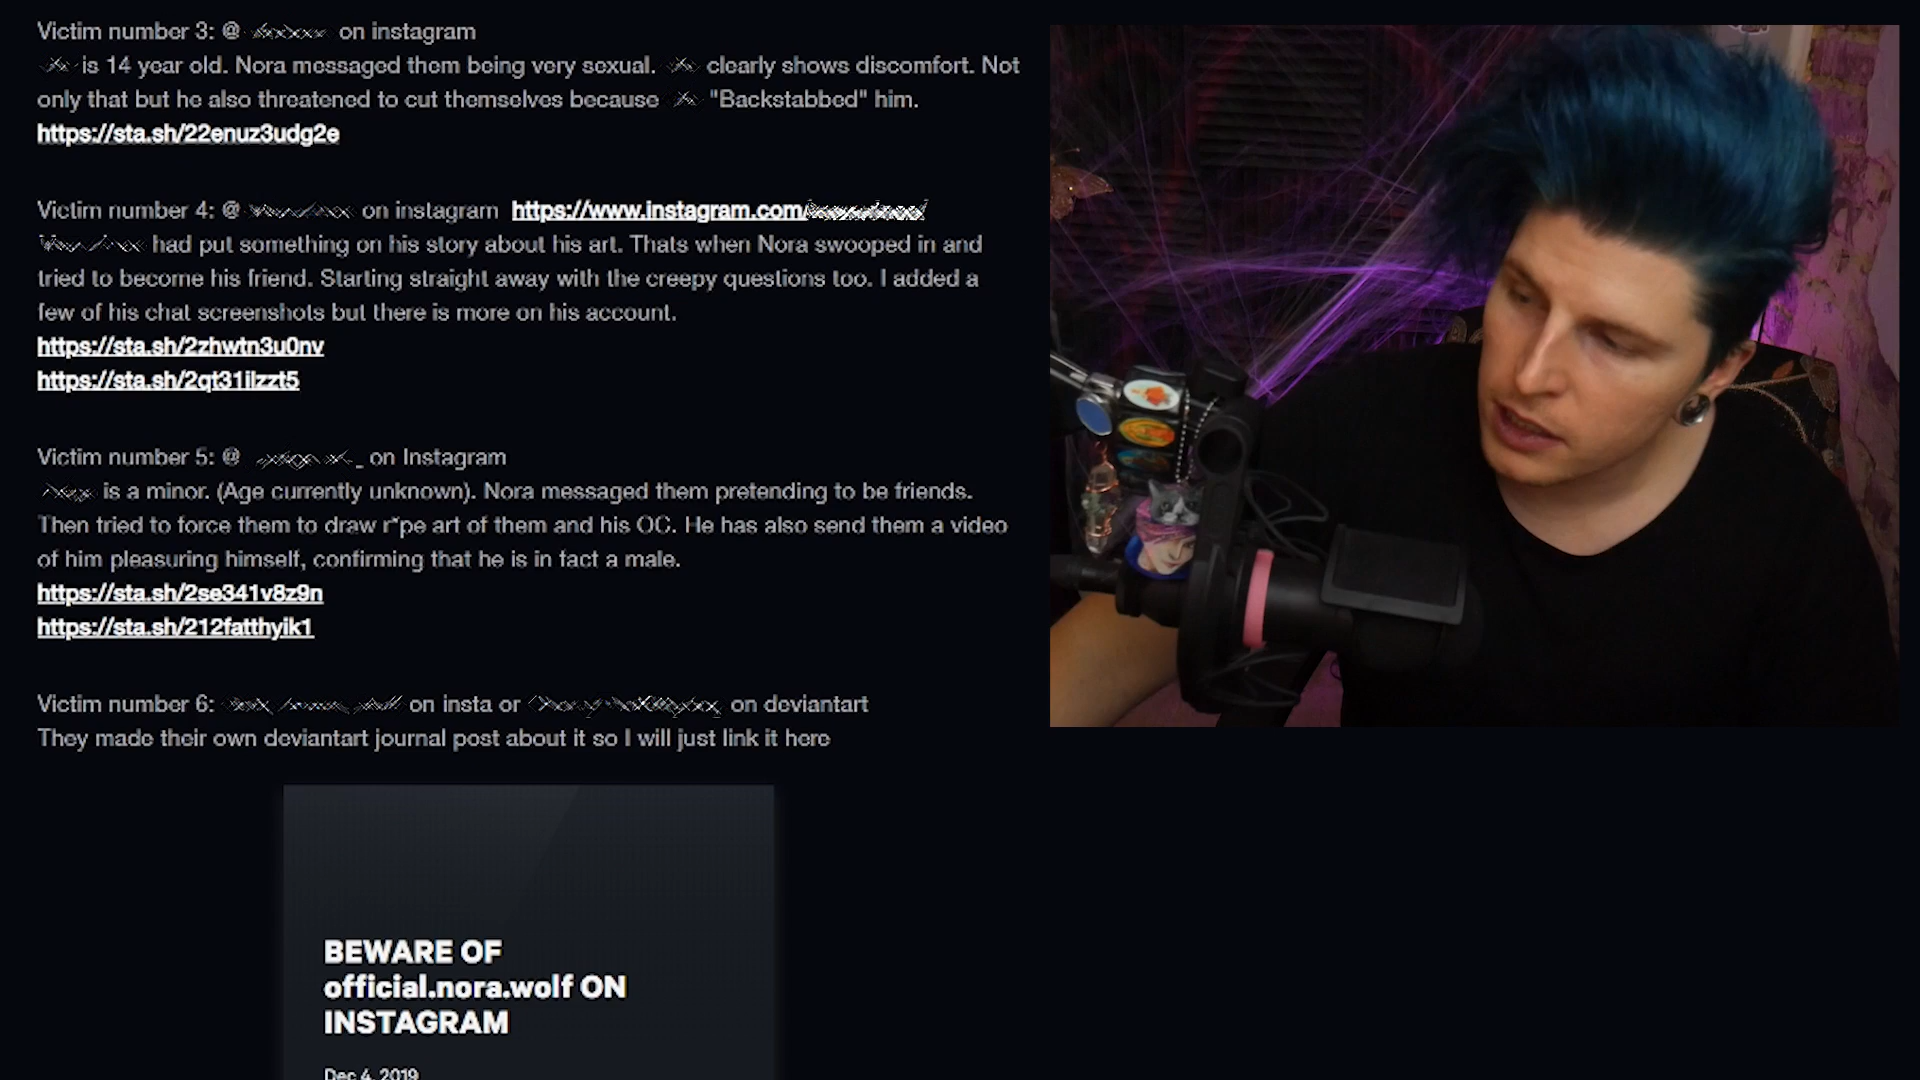 Victim number 3: @ on instagram
is 14 year old. Nora messaged them being very sexual. clearly shows discomfort. Not
only that but he also threatened to cut themselves because "Backstabbed" him.
https://sta.sh/22enuz3udg2e
Victim number 4: @ on instagram https://www.instagram.com/
had put something on his story about his art. Thats when Nora swooped in and
tried to become his friend. Starting straight away with the creepy questions too. I added a
few of his chat screenshots but there is more on his account.
https://sta.sh/2zhwtn3u0nv
https://sta.sh/2qt31ilzzt5
Victim number 5: @ _ on Instagram
is a minor. (Age currently unknown). Nora messaged them pretending to be friends.
Then tried to force them to draw r*pe art of them and his OC. He has also send them a video
of him pleasuring himself, confirming that he is in fact a male.
https://sta.sh/2se341v8z9n
https://sta.sh/212fatthyik1
Victim number 6: on insta or on deviantart
They made their own deviantart journal post about it so I will just link it here
BEWARE OF
official.nora.wolf ON
INSTAGRAM
Dec 4, 2019